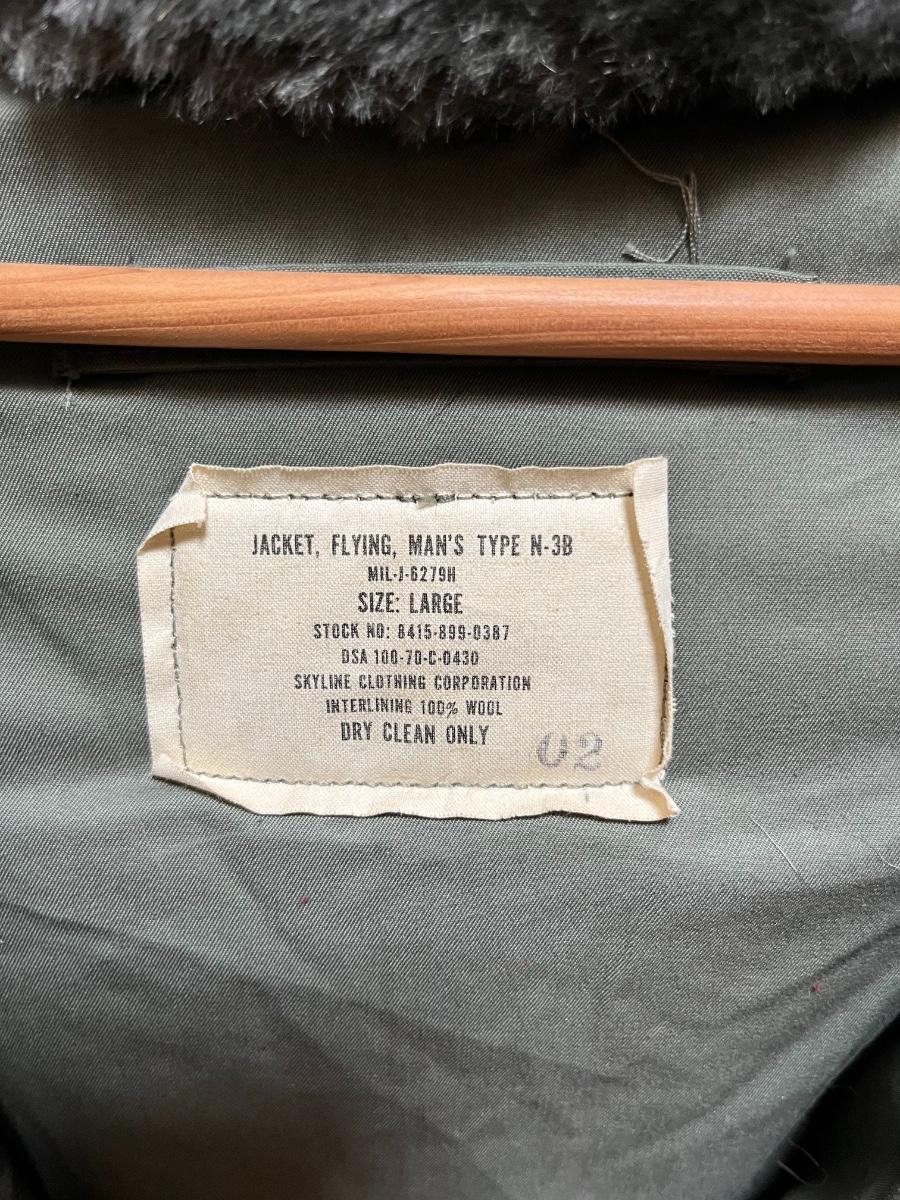 JACKET, FLYING, MAN'S TYPE N-3B
MIL-J-6279H
SIZE: LARGE
STOCK NO: 8415-899-0387
DSA 100-70-C-0430
SKYLINE CLOTHING CORPORATION
INTERLINING 100% WOOL
DRY CLEAN ONLY
02